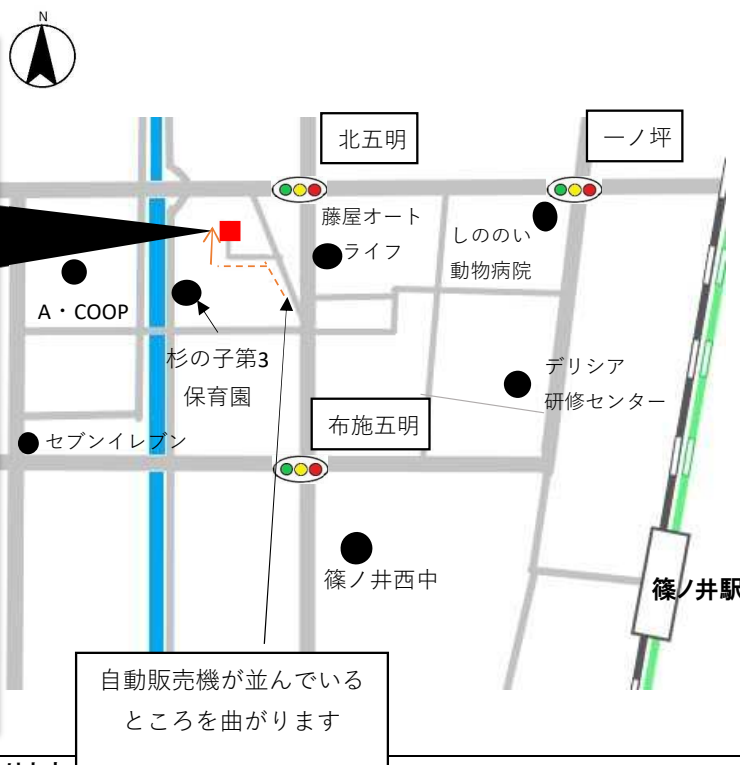 N
北五明
一ノ坪
藤屋オート
ライフ
しののい
動物病院
A・COOP
杉の子第3
保育園
デリシア
研修センター
布施五明
セブンイレブン
篠ノ井西中
篠ノ井駅
自動販売機が並んでいる
ところを曲がります